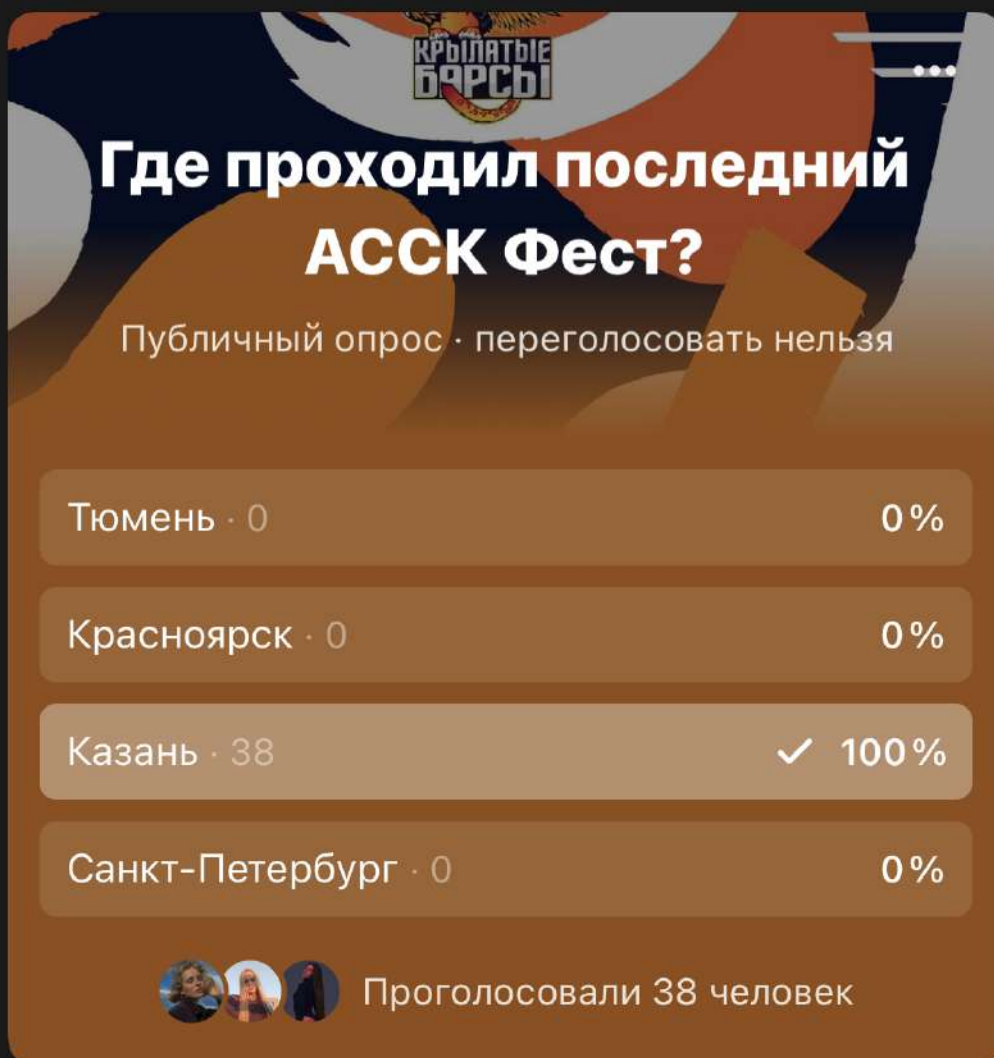 КРЫЛАТЫЕ
БАРСЫ
Где проходил последний
АССК Фест?
Публичный опрос · переголосовать нельзя
Тюмень · 0 0%
Красноярск · 0 0%
Казань · 38 100%
Санкт-Петербург · 0 0%
Проголосовали 38 человек